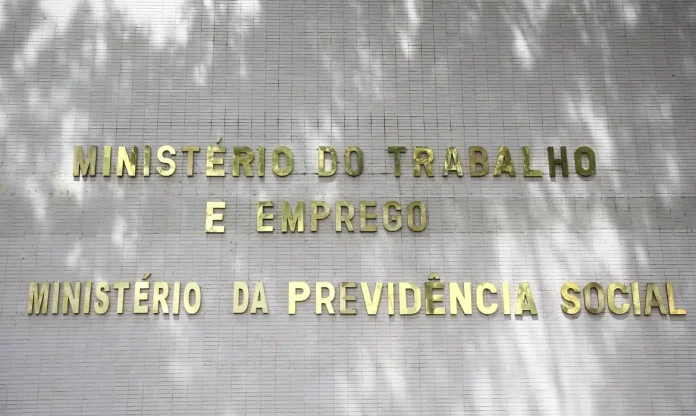 MINISTÉRIO DO TRABALHO
E EMPREGO
MINISTÉRIO DA PREVIDÊNCIA SOCIAL